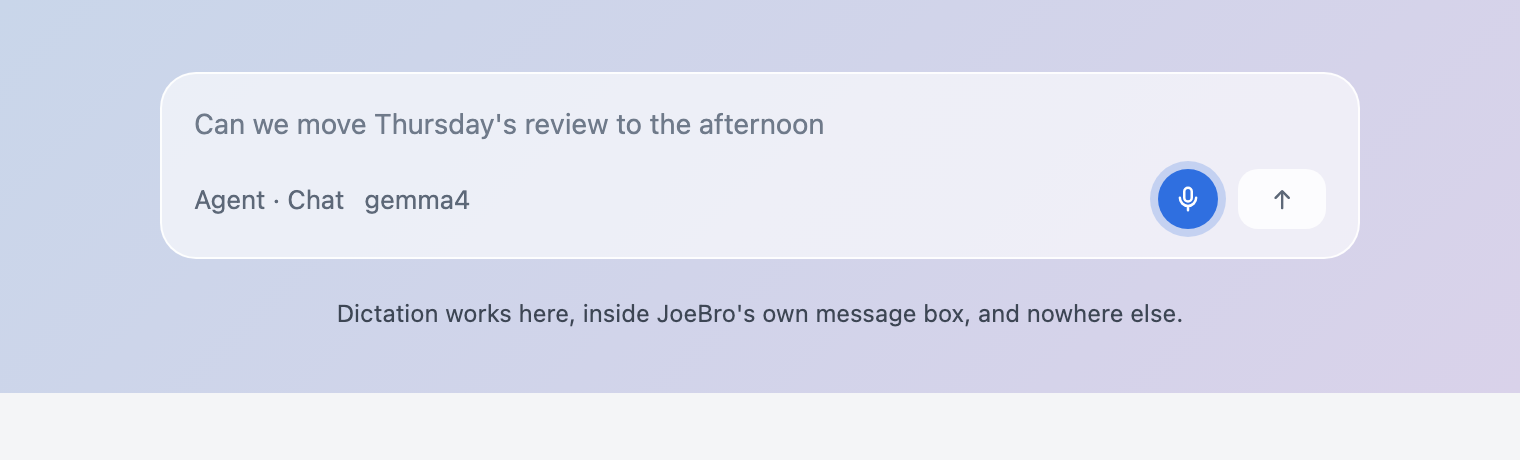 Can we move Thursday's review to the afternoon
Agent · Chat gemma4
Dictation works here, inside JoeBro's own message box, and nowhere else.